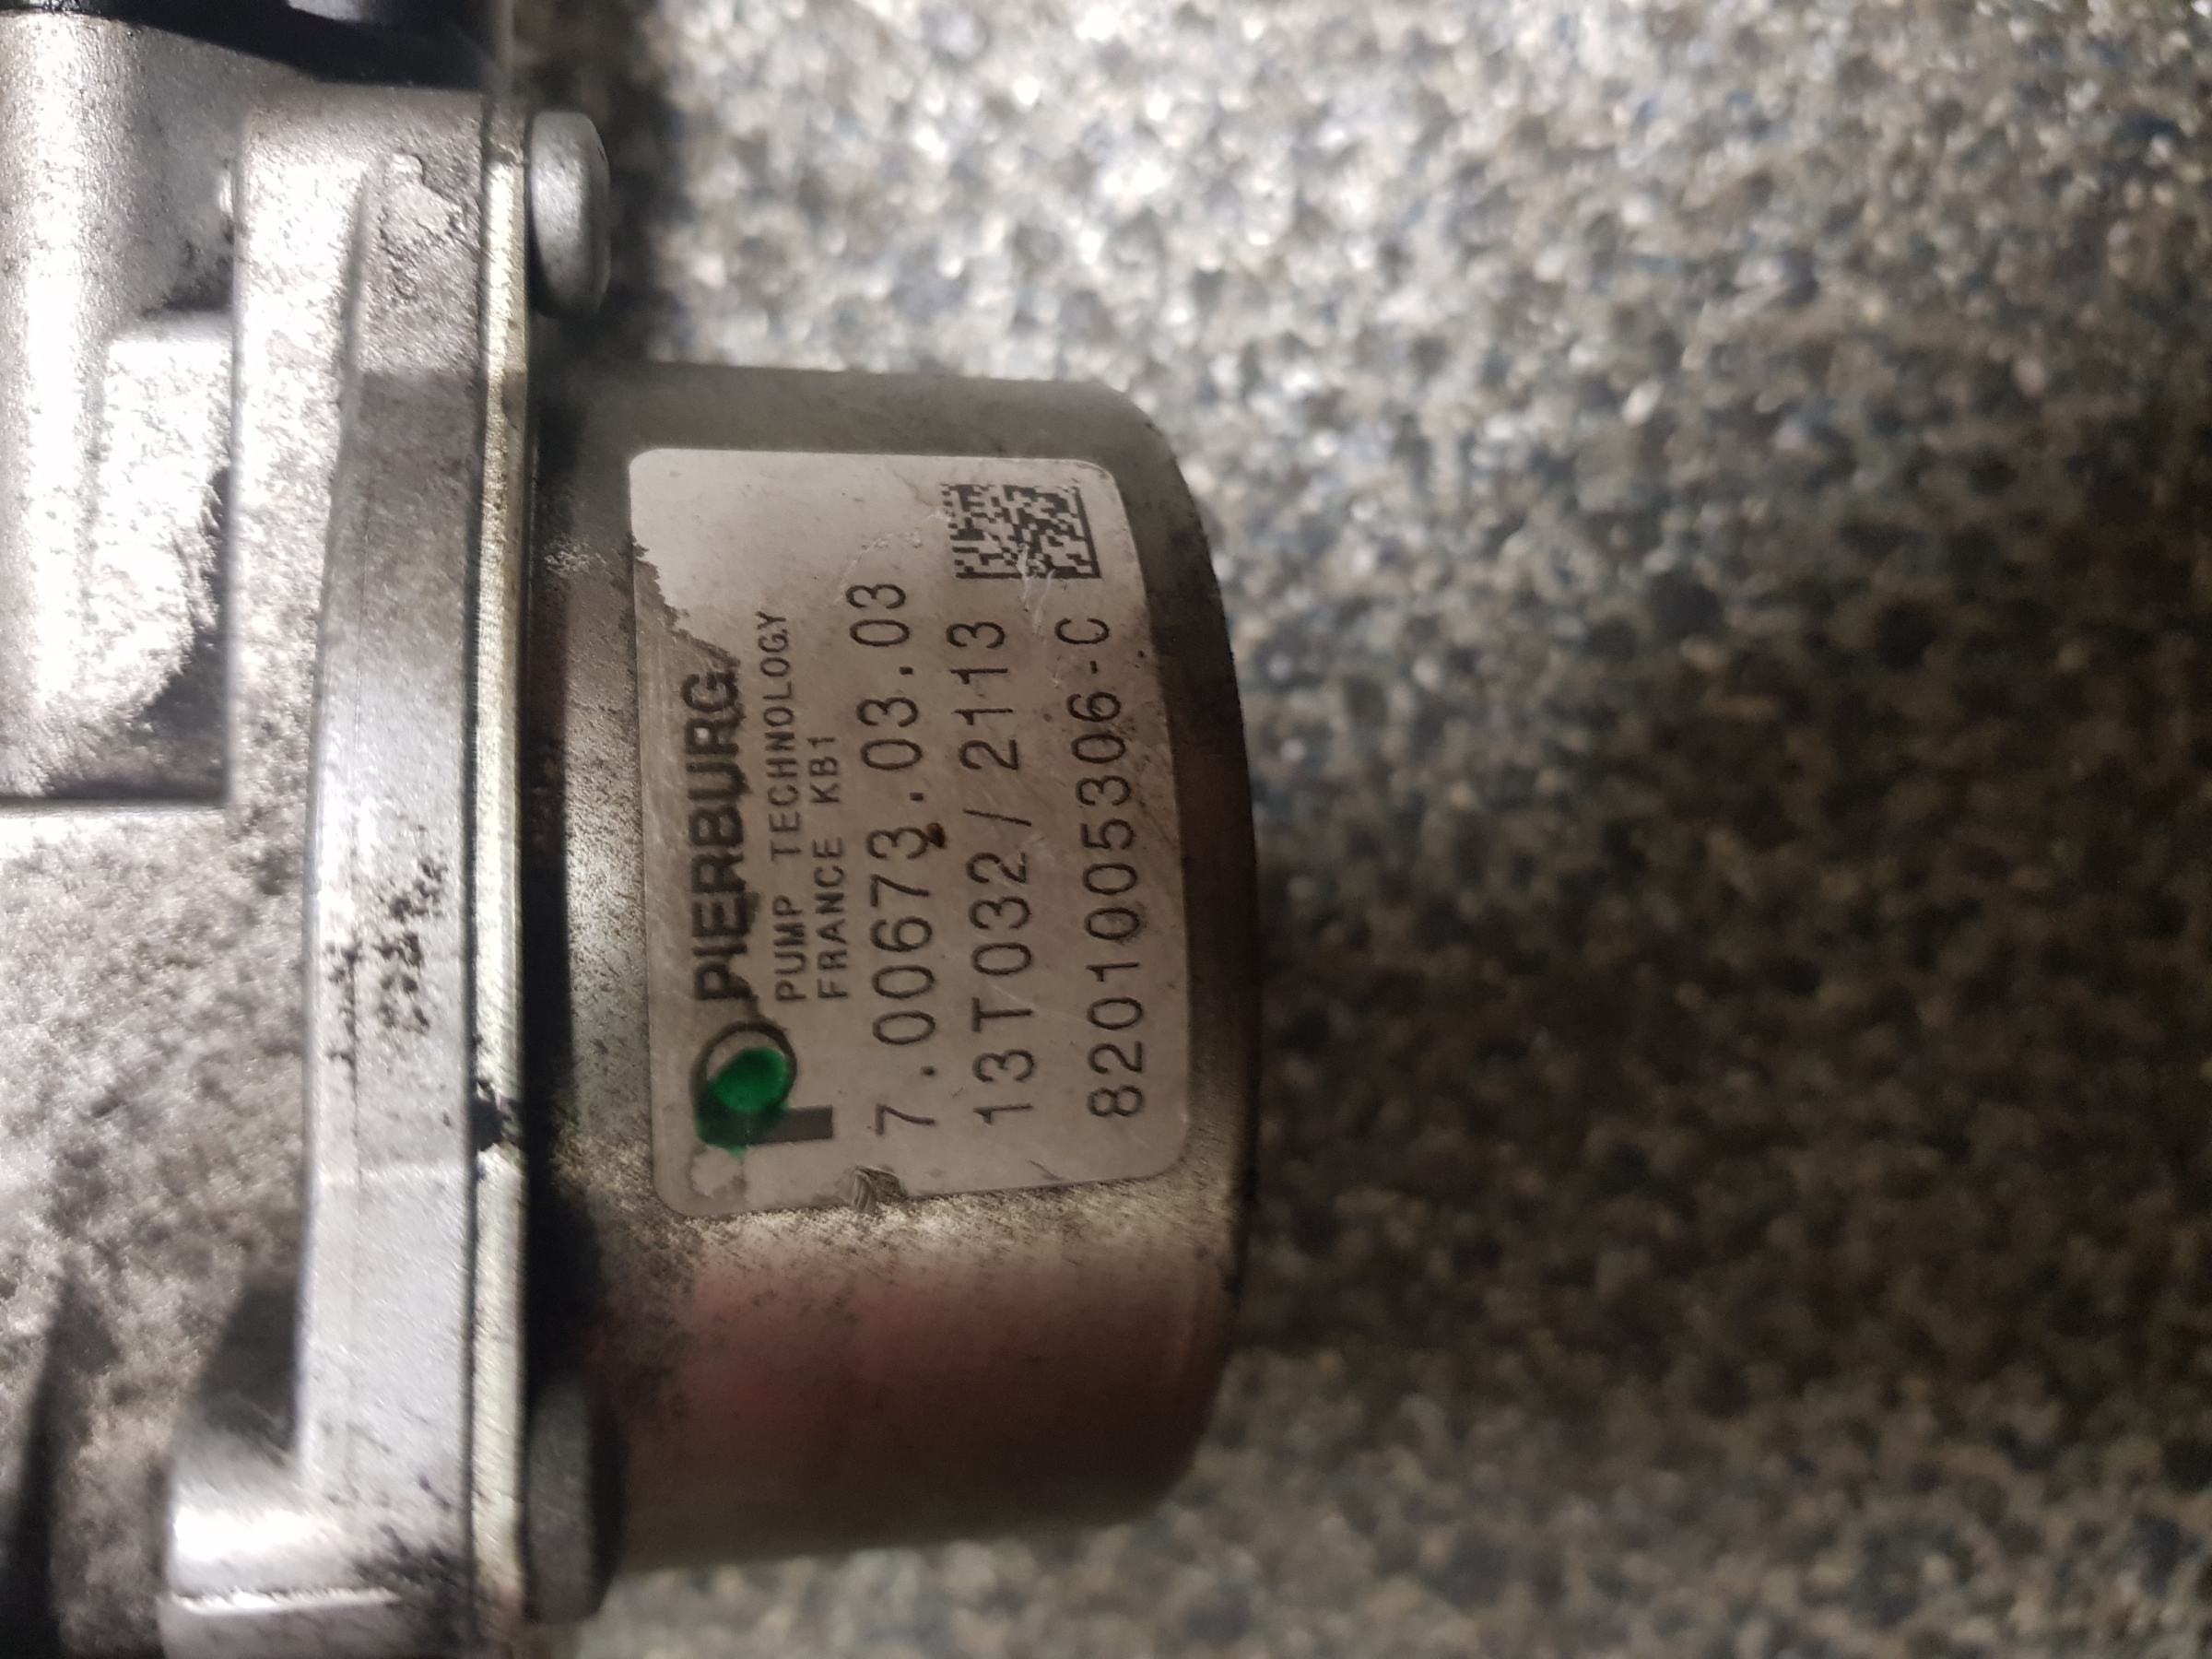 PIERBURG
PUMP TECHNOLOGY
FRANCE KB1
7.00673.03.03
13T032/2113
8201005306-C